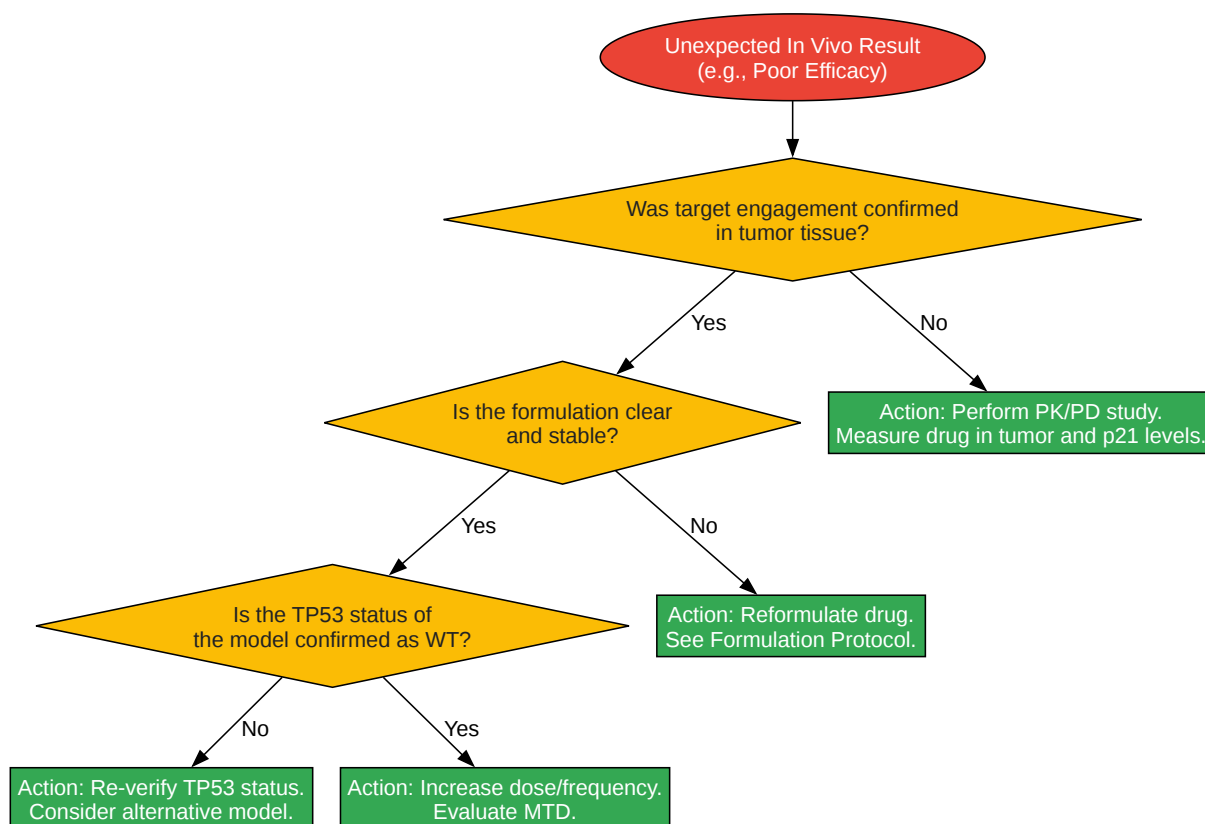 Unexpected In Vivo Result
(e.g., Poor Efficacy)
Was target engagement confirmed
in tumor tissue?
Yes
No
Is the formulation clear
and stable?
Action: Perform PK/PD study.
Measure drug in tumor and p21 levels.
Yes
No
Is the TP53 status of
the model confirmed as WT?
Action: Reformulate drug.
See Formulation Protocol.
No
Yes
Action: Re-verify TP53 status.
Consider alternative model.
Action: Increase dose/frequency.
Evaluate MTD.